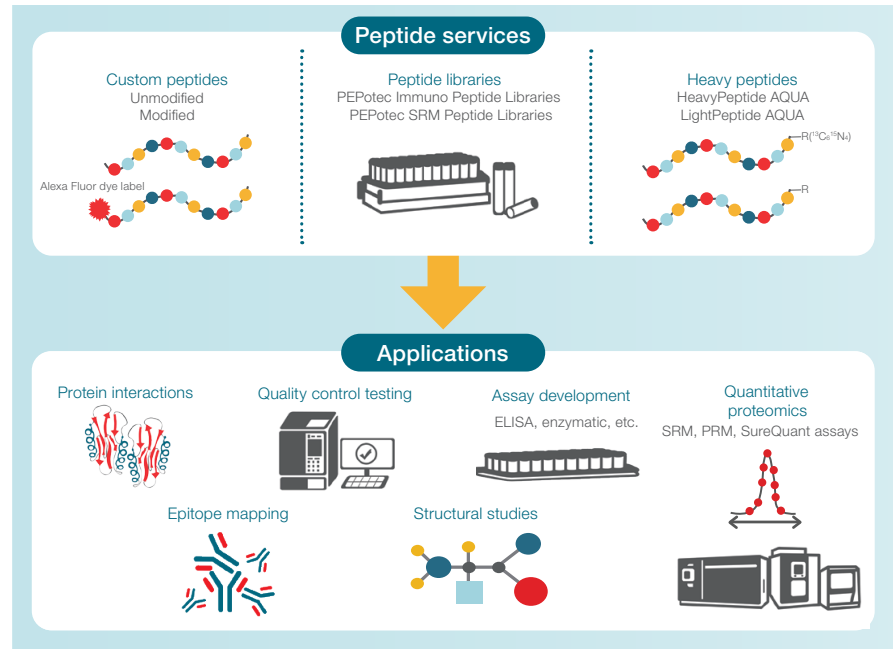 Peptide services
Custom peptides
Unmodified
Modified
Alexa Fluor dye label
Peptide libraries
PEPotec Immuno Peptide Libraries
PEPotec SRM Peptide Libraries
Heavy peptides
HeavyPeptide AQUA
LightPeptide AQUA
R(¹³C₆¹⁵N₄)
R
Applications
Protein interactions
Quality control testing
Assay development
ELISA, enzymatic, etc.
Quantitative
proteomics
SRM, PRM, SureQuant assays
Epitope mapping
Structural studies